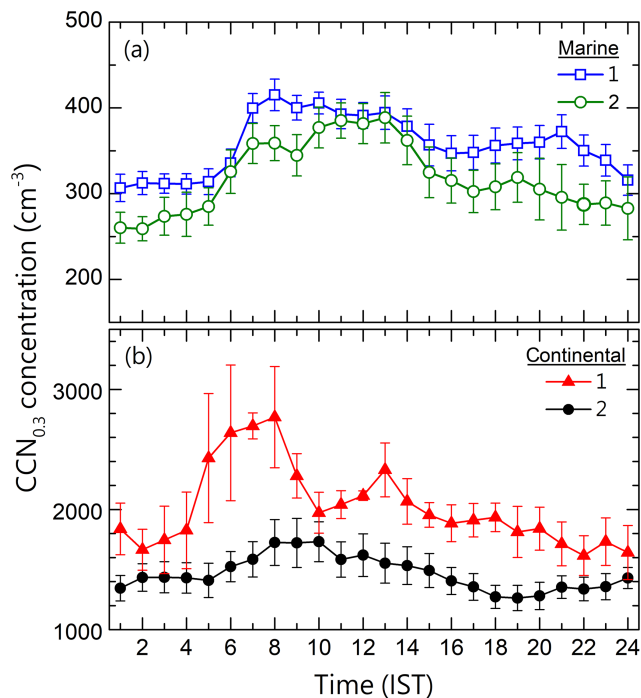 (a)
Marine
1
2
500
400
300
200
(b)
Continental
1
2
3000
2000
1000
CCN0.3 concentration (cm⁻³)
2 4 6 8 10 12 14 16 18 20 22 24
Time (IST)